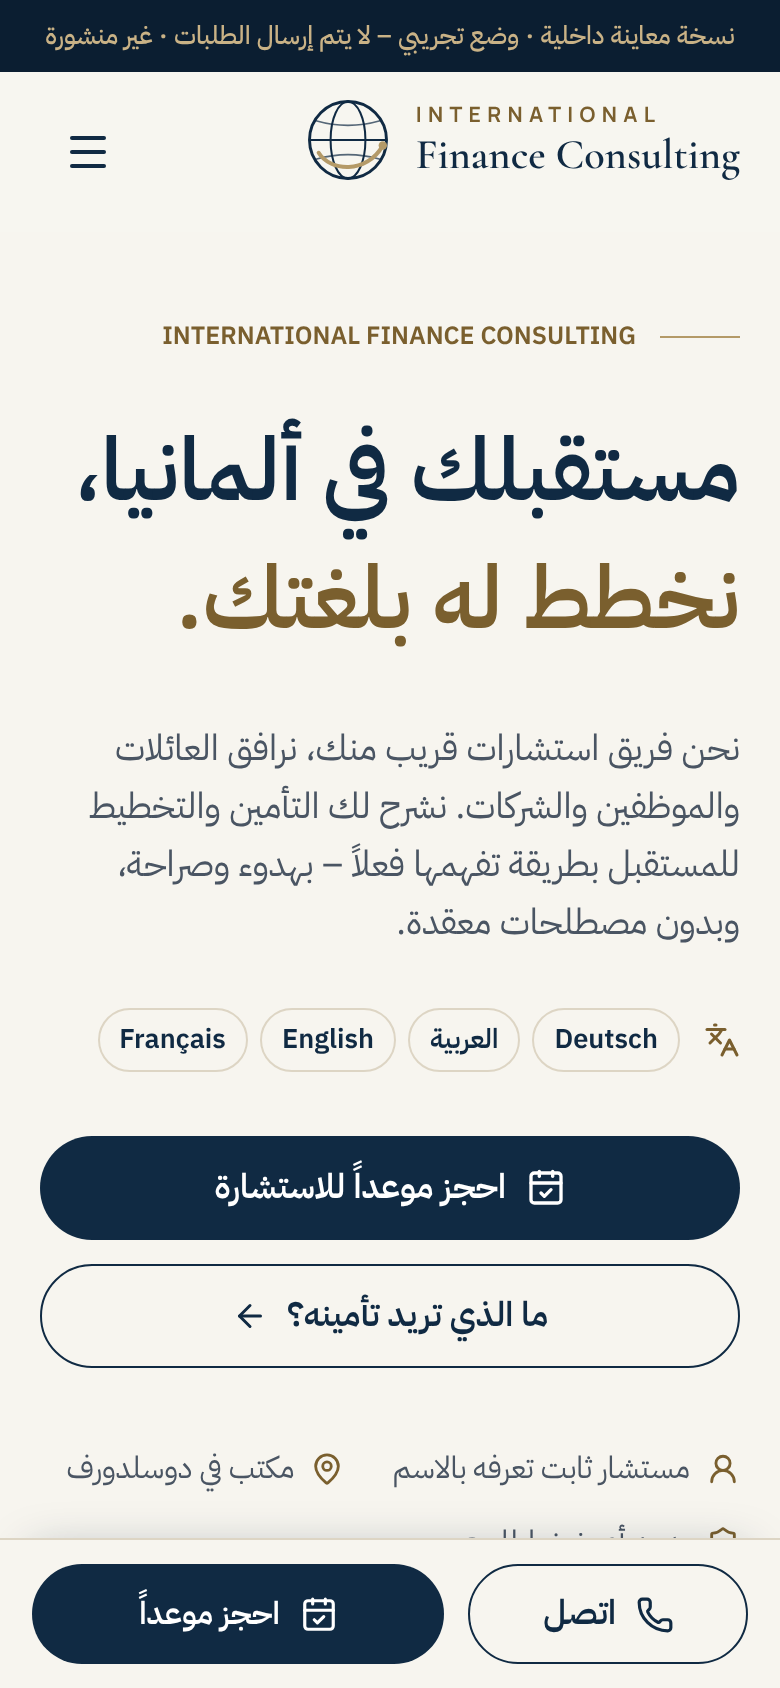 نسخة معاينة داخلية · وضع تجريبي – لا يتم إرسال الطلبات · غير منشورة
INTERNATIONAL
Finance Consulting
INTERNATIONAL FINANCE CONSULTING
مستقبلك في ألمانيا،
نخطط له بلغتك.
نحن فريق استشارات قريب منك، نرافق العائلات
والموظفين والشركات. نشرح لك التأمين والتخطيط
للمستقبل بطريقة تفهمها فعلاً – بهدوء وصراحة،
وبدون مصطلحات معقدة.
Deutsch العربية English Français
احجز موعداً للاستشارة
ما الذي تريد تأمينه؟
مستشار ثابت تعرفه بالاسم مكتب في دوسلدورف
اتصل احجز موعداً